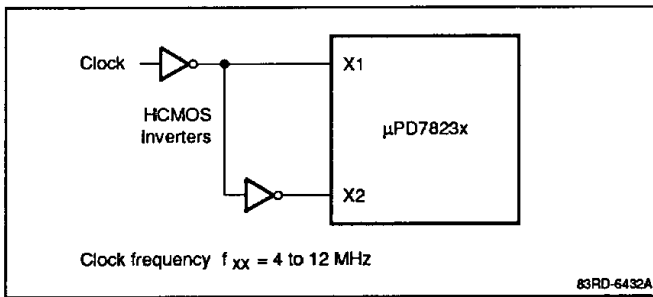 Clock
X1
HCMOS
Inverters
μPD7823x
X2
Clock frequency f XX = 4 to 12 MHz
83RD-6432A